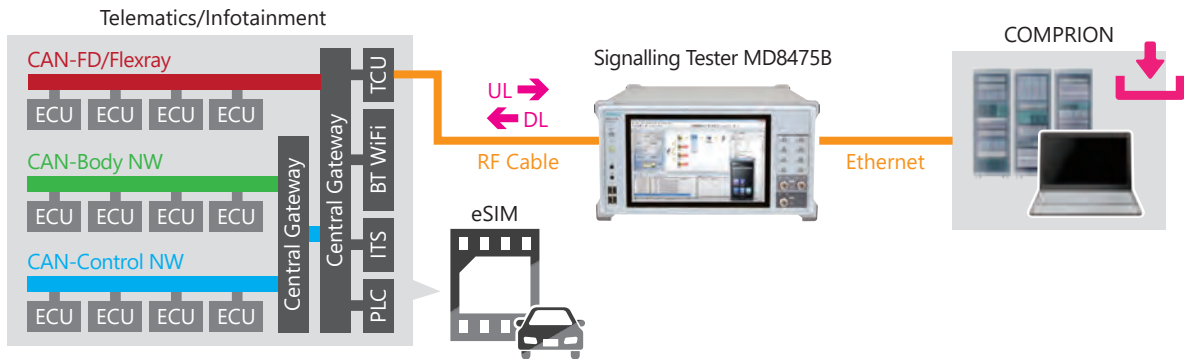 Telematics/Infotainment
CAN-FD/Flexray
ECU ECU ECU ECU
CAN-Body NW
ECU ECU ECU ECU
CAN-Control NW
ECU ECU ECU ECU
Central Gateway
Central Gateway
TCU
BT WiFi
ITS
PLC
eSIM
UL
DL
RF Cable
Signalling Tester MD8475B
Ethernet
COMPRION